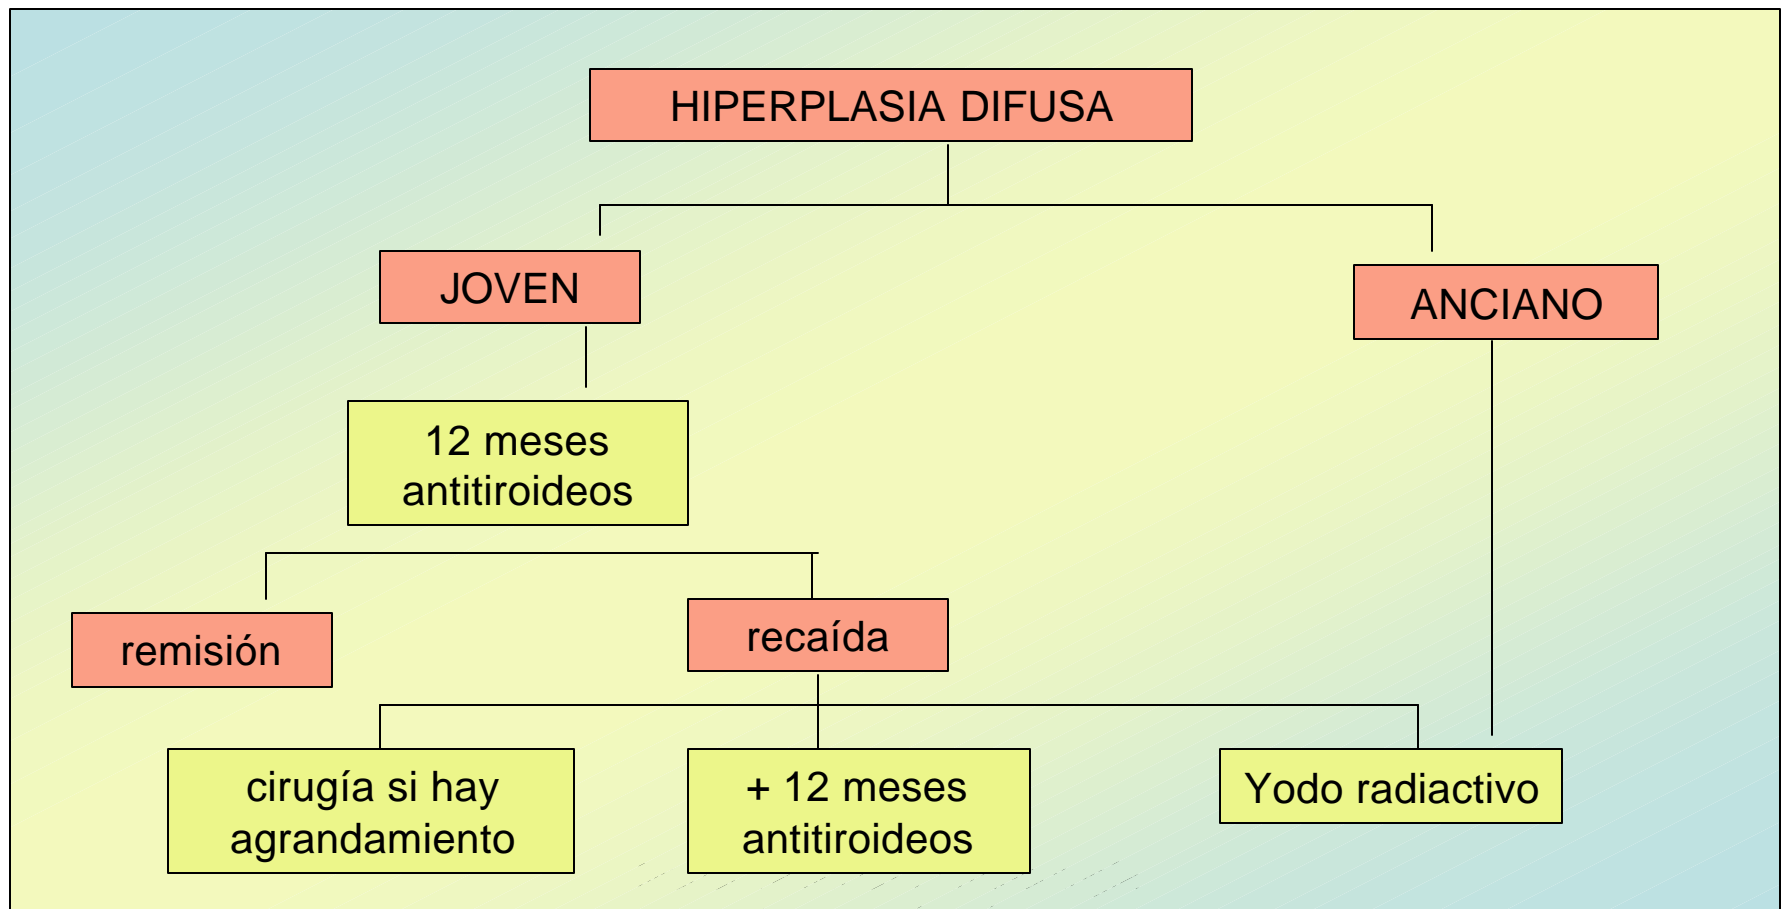 HIPERPLASIA DIFUSA
JOVEN
ANCIANO
12 meses
antitiroideos
remisión
recaída
cirugía si hay
agrandamiento
+ 12 meses
antitiroideos
Yodo radiactivo